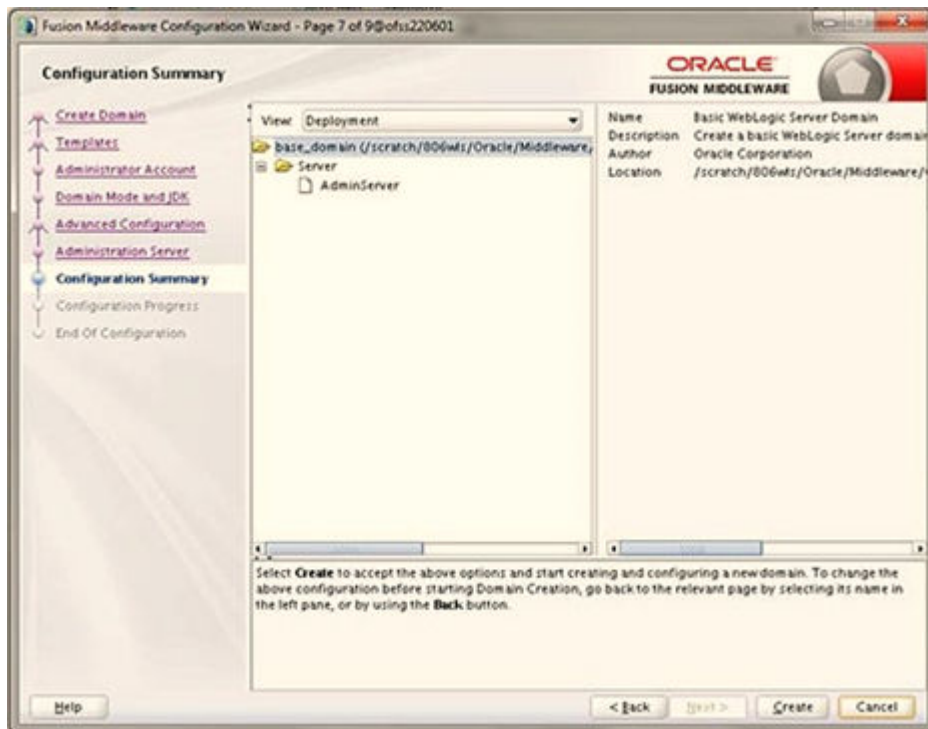 Fusion Middleware Configuration Wizard - Page 7 of 9@ofss220601
Configuration Summary
ORACLE
FUSION MIDDLEWARE
Create Domain
Templates
Administrator Account
Domain Mode and JDK
Advanced Configuration
Administration Server
Configuration Summary
Configuration Progress
End Of Configuration
View: Deployment
base_domain (/scratch/806wls/Oracle/Middleware/
Server
AdminServer
Name Basic WebLogic Server Domain
Description Create a basic WebLogic Server domain
Author Oracle Corporation
Location /scratch/806wls/Oracle/Middleware/
Select Create to accept the above options and start creating and configuring a new domain. To change the
above configuration before starting Domain Creation, go back to the relevant page by selecting its name in
the left pane, or by using the Back button.
Help
< Back
Next >
Create
Cancel